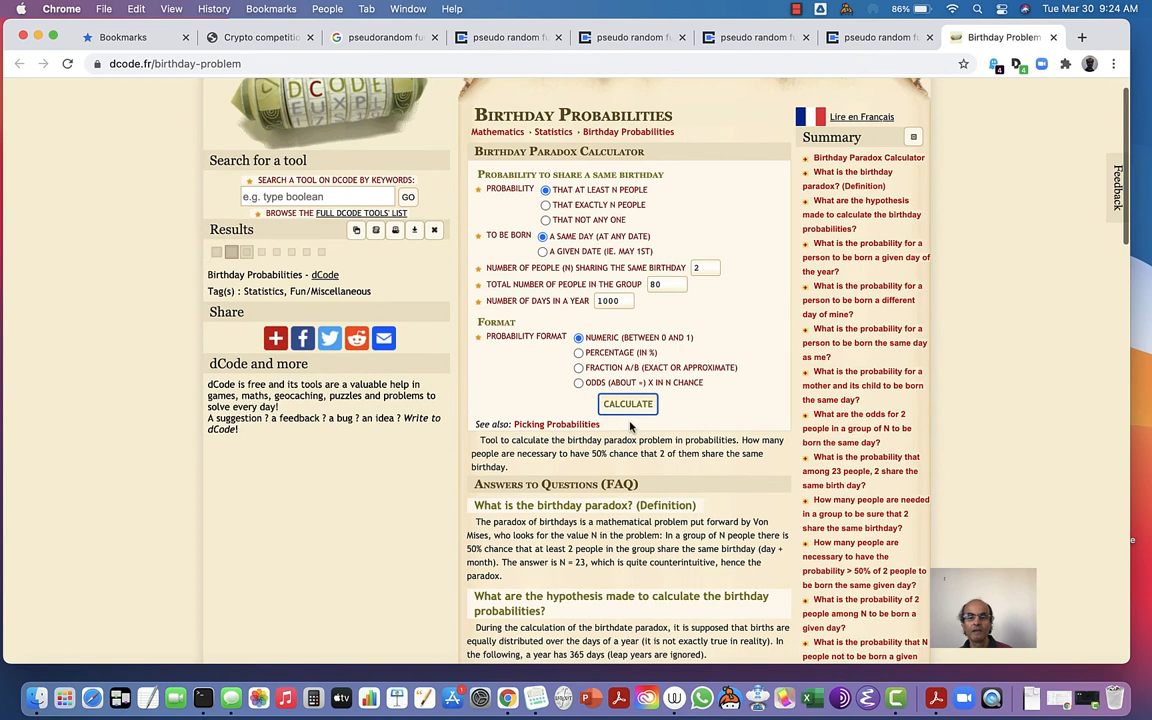 Chrome File Edit View History Bookmarks People Tab Window Help
86% Tue Mar 30 9:24 AM
Bookmarks
Crypto competitio
pseudorandom fu
pseudo random fu
pseudo random fu
pseudo random fu
pseudo random fu
Birthday Problem
dcode.fr/birthday-problem
Search for a tool
SEARCH A TOOL ON DCODE BY KEYWORDS:
e.g. type boolean
GO
BROWSE THE FULL DCODE TOOLS' LIST
Results
Birthday Probabilities - dCode
Tag(s) : Statistics, Fun/Miscellaneous
Share
dCode and more
dCode is free and its tools are a valuable help in
games, maths, geocaching, puzzles and problems to
solve every day!
A suggestion ? a feedback ? a bug ? an idea ? Write to
dCode!
BIRTHDAY PROBABILITIES
Mathematics › Statistics › Birthday Probabilities
BIRTHDAY PARADOX CALCULATOR
PROBABILITY TO SHARE A SAME BIRTHDAY
PROBABILITY THAT AT LEAST N PEOPLE
THAT EXACTLY N PEOPLE
THAT NOT ANY ONE
TO BE BORN A SAME DAY (AT ANY DATE)
A GIVEN DATE (IE. MAY 1ST)
NUMBER OF PEOPLE (N) SHARING THE SAME BIRTHDAY 2
TOTAL NUMBER OF PEOPLE IN THE GROUP 80
NUMBER OF DAYS IN A YEAR 1000
FORMAT
PROBABILITY FORMAT NUMERIC (BETWEEN 0 AND 1)
PERCENTAGE (IN %)
FRACTION A/B (EXACT OR APPROXIMATE)
ODDS (ABOUT ≈) X IN N CHANCE
CALCULATE
See also: Picking Probabilities
Tool to calculate the birthday paradox problem in probabilities. How many
people are necessary to have 50% chance that 2 of them share the same
birthday.
ANSWERS TO QUESTIONS (FAQ)
What is the birthday paradox? (Definition)
The paradox of birthdays is a mathematical problem put forward by Von
Mises, who looks for the value N in the problem: In a group of N people there is
50% chance that at least 2 people in the group share the same birthday (day +
month). The answer is N = 23, which is quite counterintuitive, hence the
paradox.
What are the hypothesis made to calculate the birthday
probabilities?
During the calculation of the birthdate paradox, it is supposed that births are
equally distributed over the days of a year (it is not exactly true in reality). In
the following, a year has 365 days (leap years are ignored).
Lire en Français
Summary
Birthday Paradox Calculator
What is the birthday
paradox? (Definition)
What are the hypothesis
made to calculate the birthday
probabilities?
What is the probability for a
person to be born a given day of
the year?
What is the probability for a
person to be born a different
day of mine?
What is the probability for a
person to be born the same day
as me?
What is the probability for a
mother and its child to be born
the same day?
What are the odds for 2
people in a group of N to be
born the same day?
What is the probability that
among 23 people, 2 share the
same birth day?
How many people are needed
in a group to be sure that 2
share the same birthday?
How many people are
necessary to have the
probability > 50% of 2 people to
be born the same given day?
What is the probability of 2
people among N to be born a
given day?
What is the probability that N
people not to be born a given
Feedback